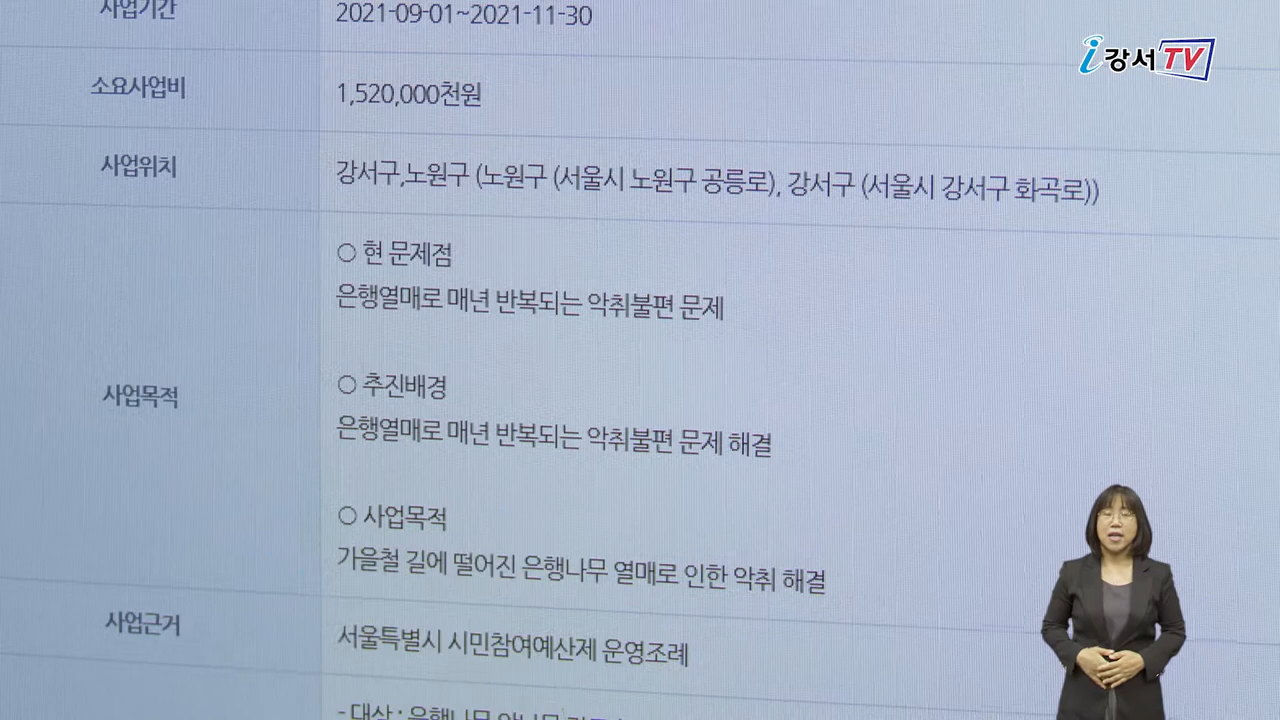 i강서TV
사업기간 2021-09-01~2021-11-30
소요사업비 1,520,000천원
사업위치 강서구,노원구 (노원구 (서울시 노원구 공릉로), 강서구 (서울시 강서구 화곡로))
○ 현 문제점
은행열매로 매년 반복되는 악취불편 문제
○ 추진배경
사업목적
은행열매로 매년 반복되는 악취불편 문제 해결
○ 사업목적
가을철 길에 떨어진 은행나무 열매로 인한 악취 해결
사업근거 서울특별시 시민참여예산제 운영조례
- 대상 : 은행나무